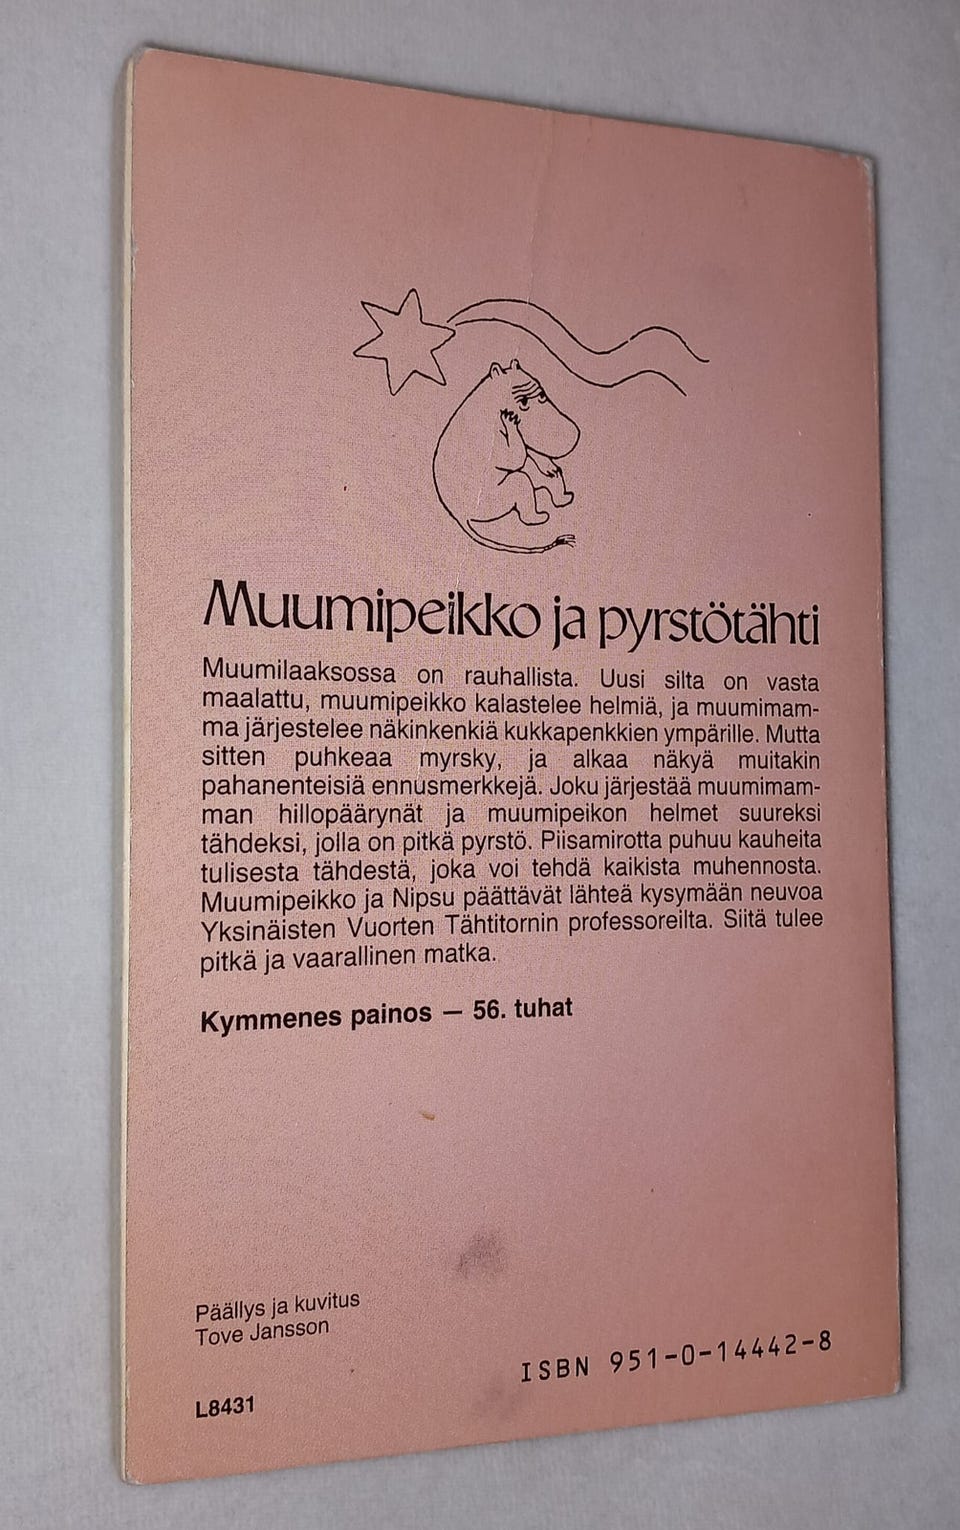 Muumipeikko ja pyrstötähti
Muumilaaksossa on rauhallista. Uusi silta on vasta
maalattu, muumipeikko kalastelee helmiä, ja muumimam-
ma järjestelee näkinkenkiä kukkapenkkien ympärille. Mutta
sitten puhkeaa myrsky, ja alkaa näkyä muitakin
pahanenteisiä ennusmerkkejä. Joku järjestää muumimam-
man hillopäärynät ja muumipeikon helmet suureksi
tähdeksi, jolla on pitkä pyrstö. Piisamirotta puhuu kauheita
tulisesta tähdestä, joka voi tehdä kaikista muhennosta.
Muumipeikko ja Nipsu päättävät lähteä kysymään neuvoa
Yksinäisten Vuorten Tähtitornin professoreilta. Siitä tulee
pitkä ja vaarallinen matka.
Kymmenes painos — 56. tuhat
Päällys ja kuvitus
Tove Jansson
ISBN 951-0-14442-8
L8431